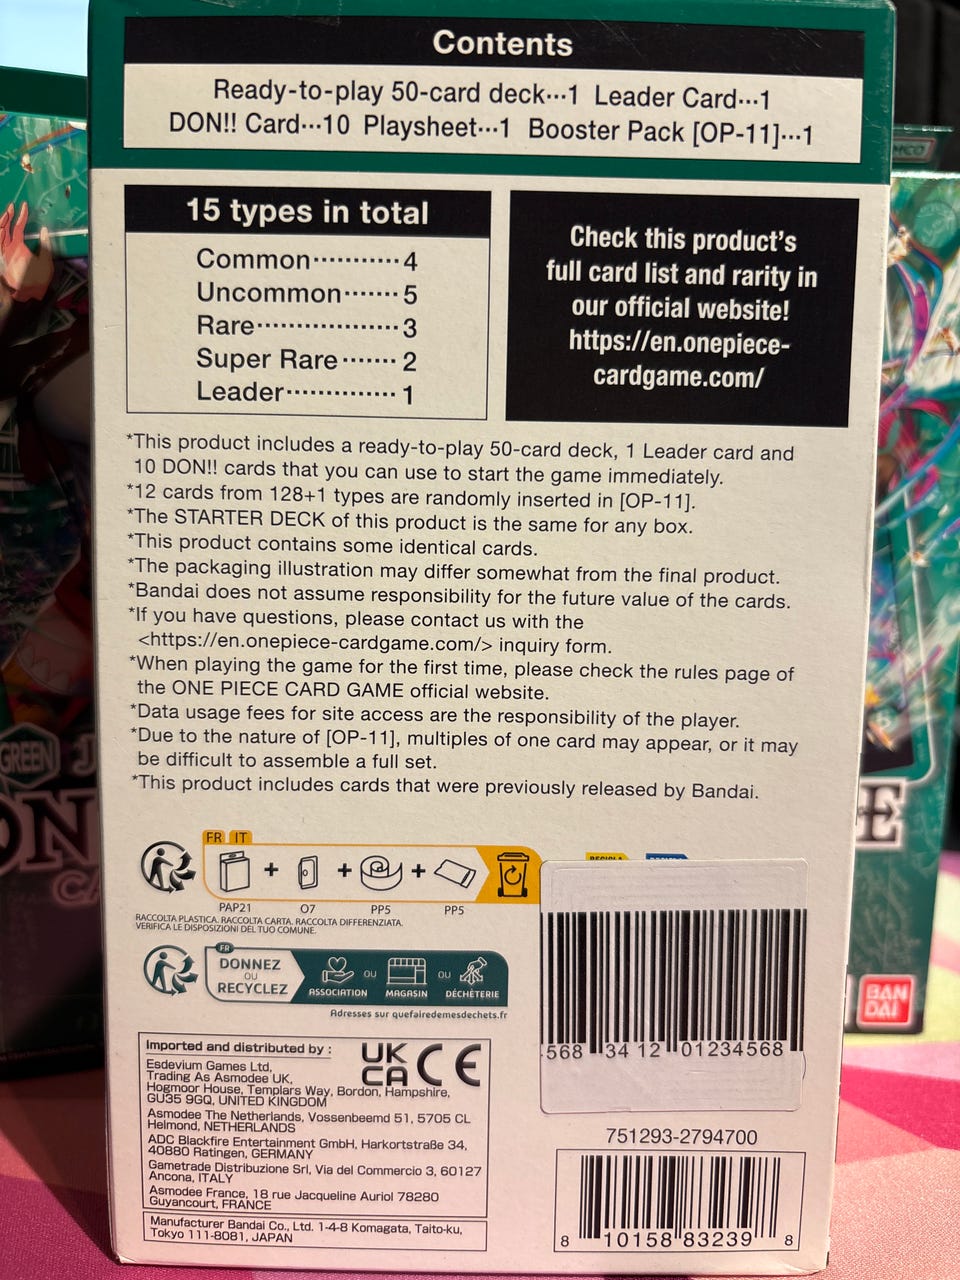 Contents
Ready-to-play 50-card deck···1 Leader Card···1
DON!! Card···10 Playsheet···1 Booster Pack [OP-11]···1
15 types in total
Common···········4
Uncommon·······5
Rare··················3
Super Rare·······2
Leader··············1
Check this product's
full card list and rarity in
our official website!
https://en.onepiece-
cardgame.com/
*This product includes a ready-to-play 50-card deck, 1 Leader card and
10 DON!! cards that you can use to start the game immediately.
*12 cards from 128+1 types are randomly inserted in [OP-11].
*The STARTER DECK of this product is the same for any box.
*This product contains some identical cards.
*The packaging illustration may differ somewhat from the final product.
*Bandai does not assume responsibility for the future value of the cards.
*If you have questions, please contact us with the
<https://en.onepiece-cardgame.com/> inquiry form.
*When playing the game for the first time, please check the rules page of
the ONE PIECE CARD GAME official website.
*Data usage fees for site access are the responsibility of the player.
*Due to the nature of [OP-11], multiples of one card may appear, or it may
be difficult to assemble a full set.
*This product includes cards that were previously released by Bandai.
GREEN
FR IT
+ + +
PAP21 07 PP5 PP5
RACCOLTA PLASTICA. RACCOLTA CARTA. RACCOLTA DIFFERENZIATA.
VERIFICA LE DISPOSIZIONI DEL TUO COMUNE.
FR
DONNEZ
OU
RECYCLEZ
ASSOCIATION OU MAGASIN OU DÉCHÈTERIE
Adresses sur quefairedemesdechets.fr
Imported and distributed by :
UK
CA CE
Esdevium Games Ltd,
Trading As Asmodee UK,
Hogmoor House, Templars Way, Bordon, Hampshire,
GU35 9GQ, UNITED KINGDOM
Asmodee The Netherlands, Vossenbeemd 51, 5705 CL
Helmond, NETHERLANDS
ADC Blackfire Entertainment GmbH, Harkortstraße 34,
40880 Ratingen, GERMANY
Gametrade Distribuzione Srl, Via del Commercio 3, 60127
Ancona, ITALY
Asmodee France, 18 rue Jacqueline Auriol 78280
Guyancourt, FRANCE
Manufacturer Bandai Co., Ltd. 1-4-8 Komagata, Taito-ku,
Tokyo 111-8081, JAPAN
568 34 12 01234568
751293-2794700
8 10158 83239 8
BAN
DAI